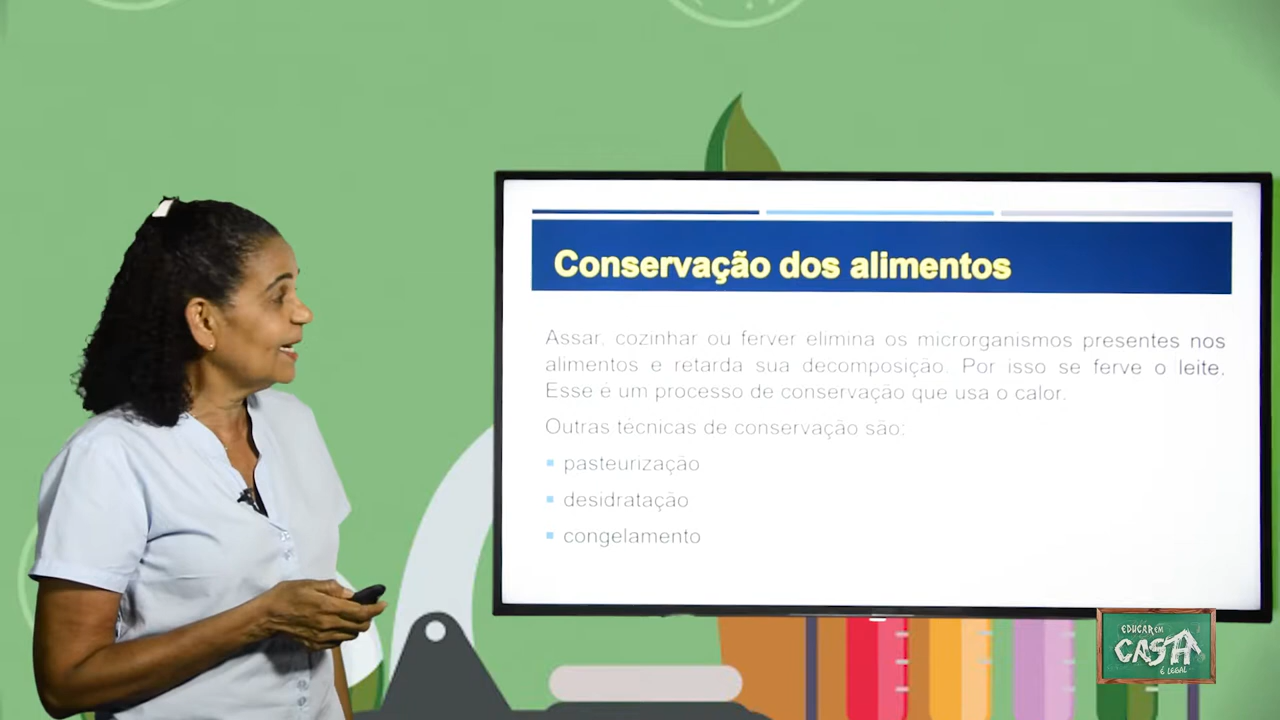 Conservação dos alimentos
Assar, cozinhar ou ferver elimina os microrganismos presentes nos
alimentos e retarda sua decomposição. Por isso se ferve o leite.
Esse é um processo de conservação que usa o calor.
Outras técnicas de conservação são:
pasteurização
desidratação
congelamento
EDUCAR EM
CASA
É LEGAL